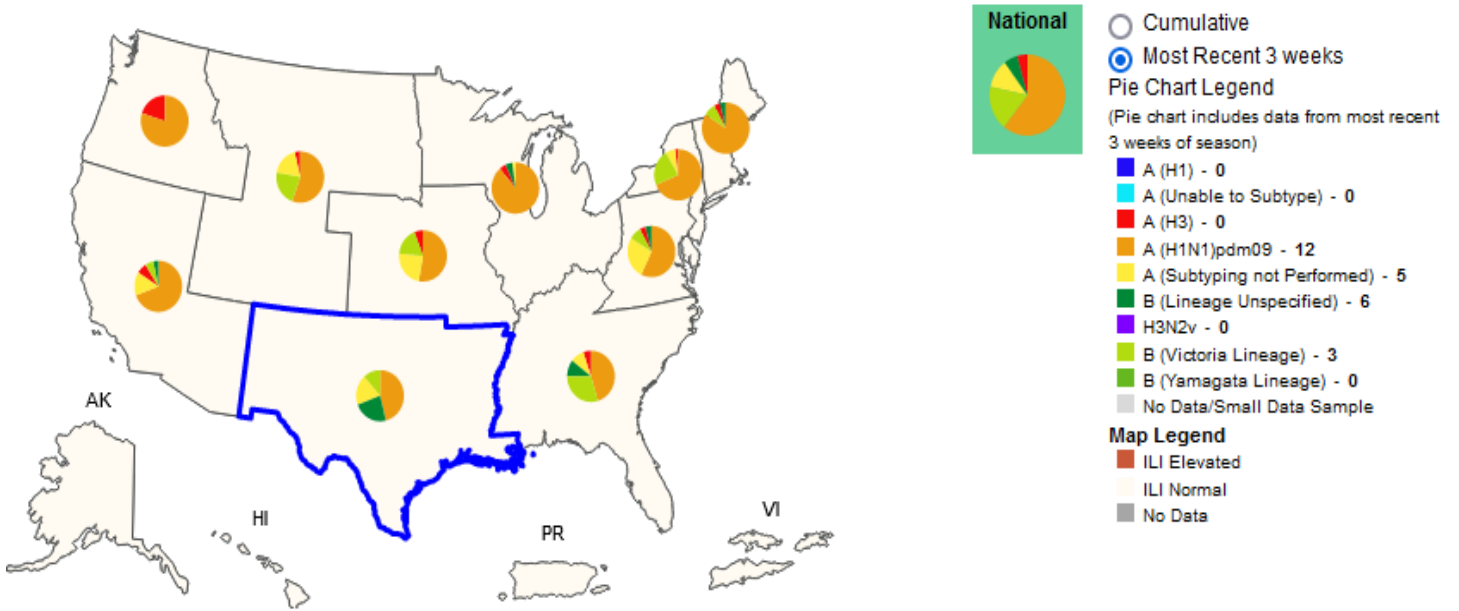 National
Cumulative
Most Recent 3 weeks
Pie Chart Legend
(Pie chart includes data from most recent
3 weeks of season)
A (H1) - 0
A (Unable to Subtype) - 0
A (H3) - 0
A (H1N1)pdm09 - 12
A (Subtyping not Performed) - 5
B (Lineage Unspecified) - 6
H3N2v - 0
B (Victoria Lineage) - 3
B (Yamagata Lineage) - 0
No Data/Small Data Sample
Map Legend
ILI Elevated
ILI Normal
No Data
AK
HI
PR
VI